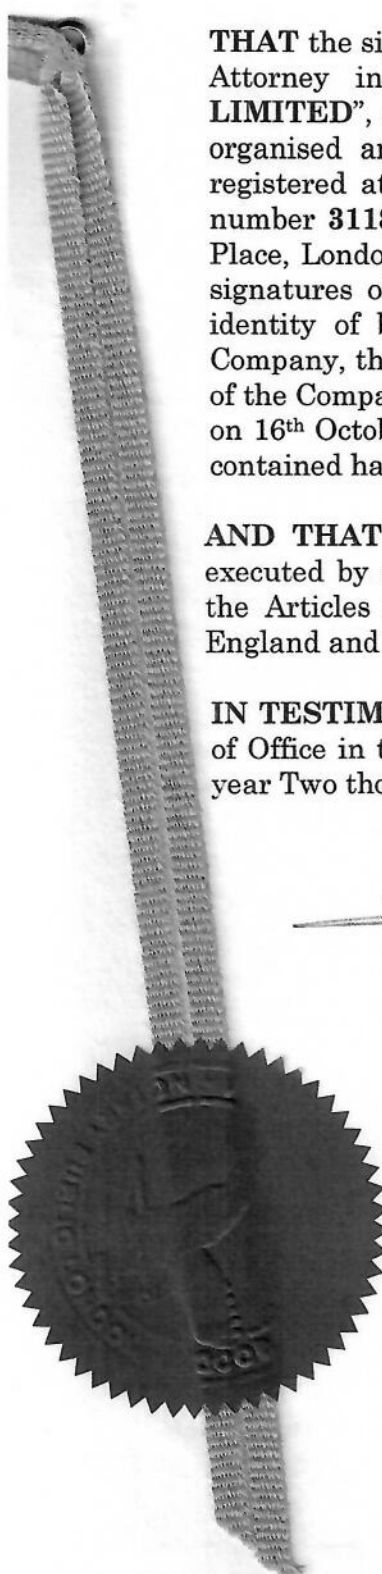 THAT the si
Attorney in
LIMITED”,
organised ar
registered at
number 3118
Place, Londo
signatures o
identity of b
Company, th
of the Compa
on 16th Octol
contained ha
AND THAT
executed by
the Articles
England and
IN TESTIM
of Office in t
year Two tho